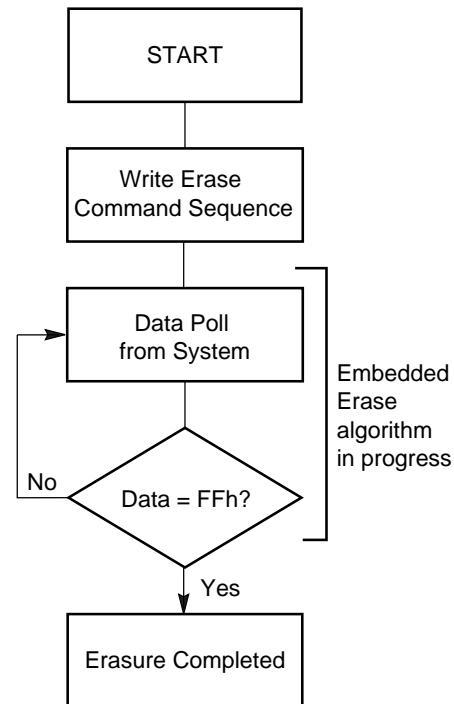 START
Write Erase
Command Sequence
Data Poll
from System
Embedded
Erase
algorithm
in progress
No
Data = FFh?
Yes
Erasure Completed